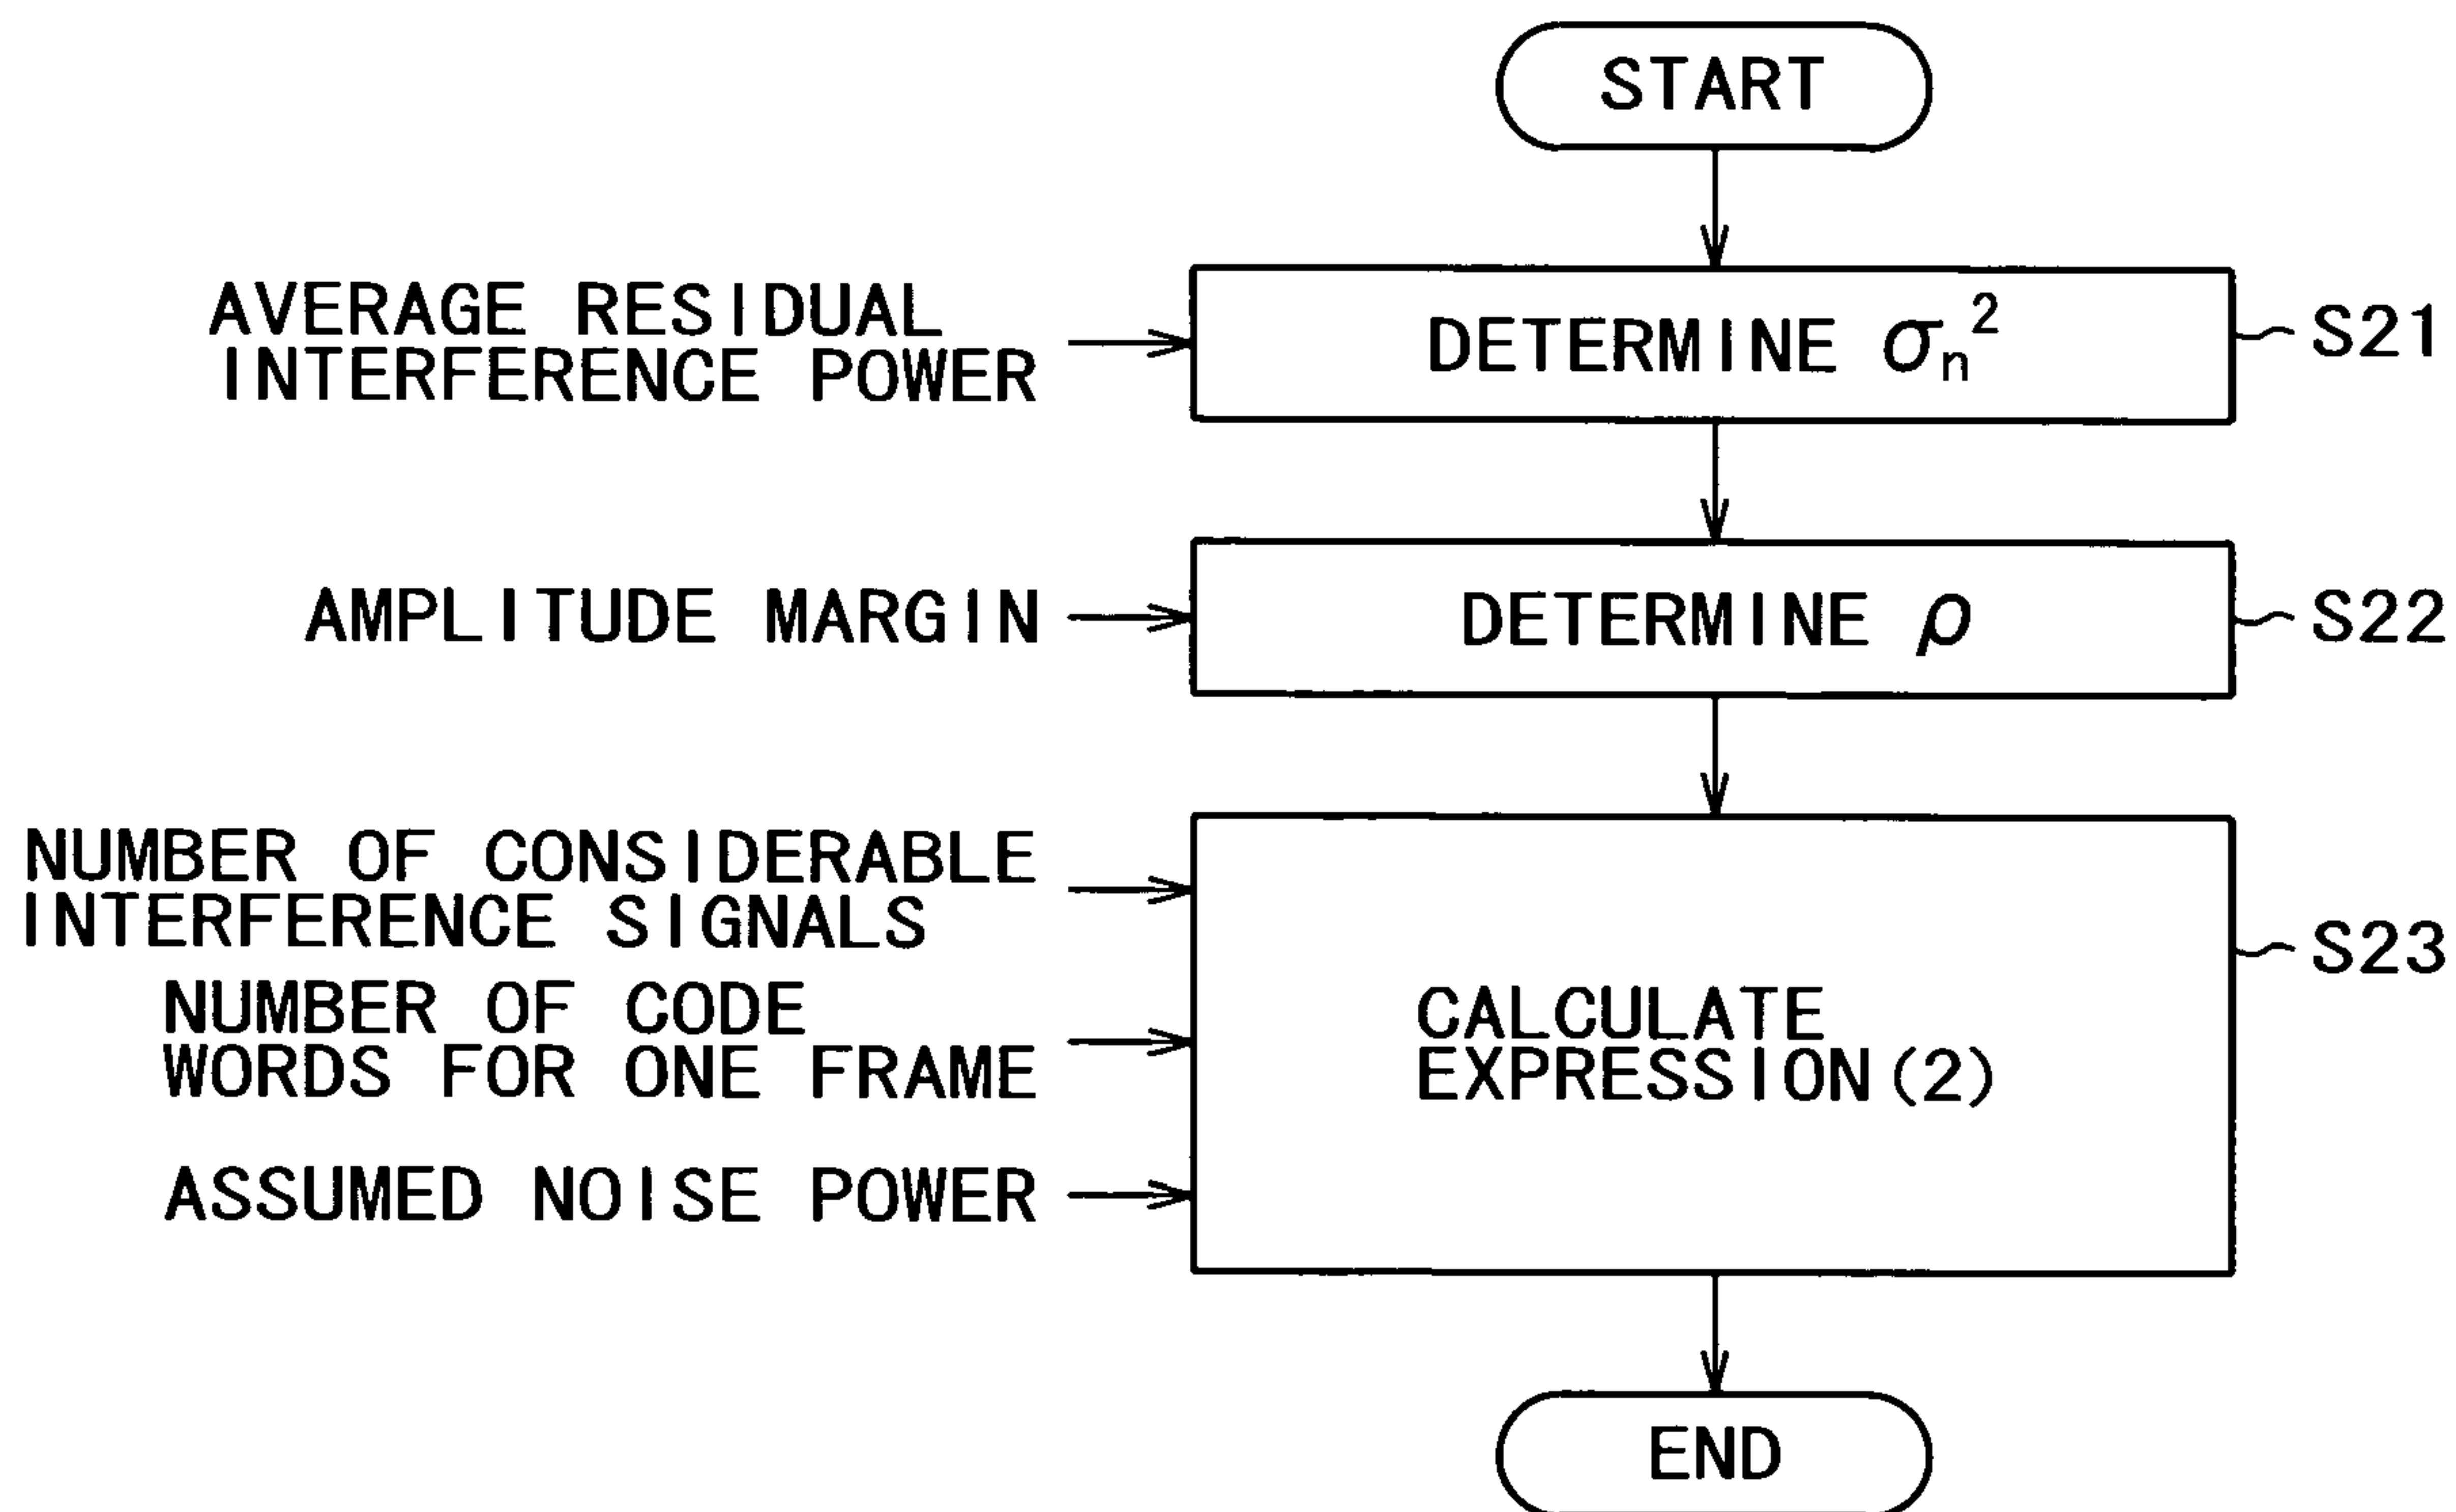 START
AVERAGE RESIDUAL
INTERFERENCE POWER
DETERMINE σn²
S21
AMPLITUDE MARGIN
DETERMINE ρ
S22
NUMBER OF CONSIDERABLE
INTERFERENCE SIGNALS
NUMBER OF CODE
WORDS FOR ONE FRAME
ASSUMED NOISE POWER
CALCULATE
EXPRESSION(2)
S23
END